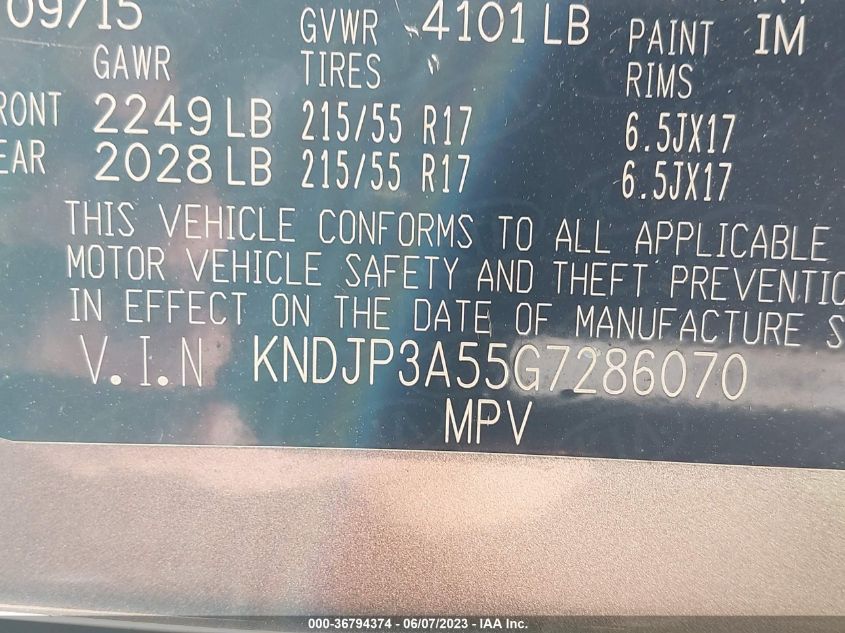 09/15 GVWR 4101 LB PAINT IM
GAWR TIRES RIMS
FRONT 2249 LB 215/55 R17 6.5JX17
REAR 2028 LB 215/55 R17 6.5JX17
THIS VEHICLE CONFORMS TO ALL APPLICABLE
MOTOR VEHICLE SAFETY AND THEFT PREVENTIO
IN EFFECT ON THE DATE OF MANUFACTURE S
V.I.N KNDJP3A55G7286070
MPV
000-36794374 - 06/07/2023 - IAA Inc.